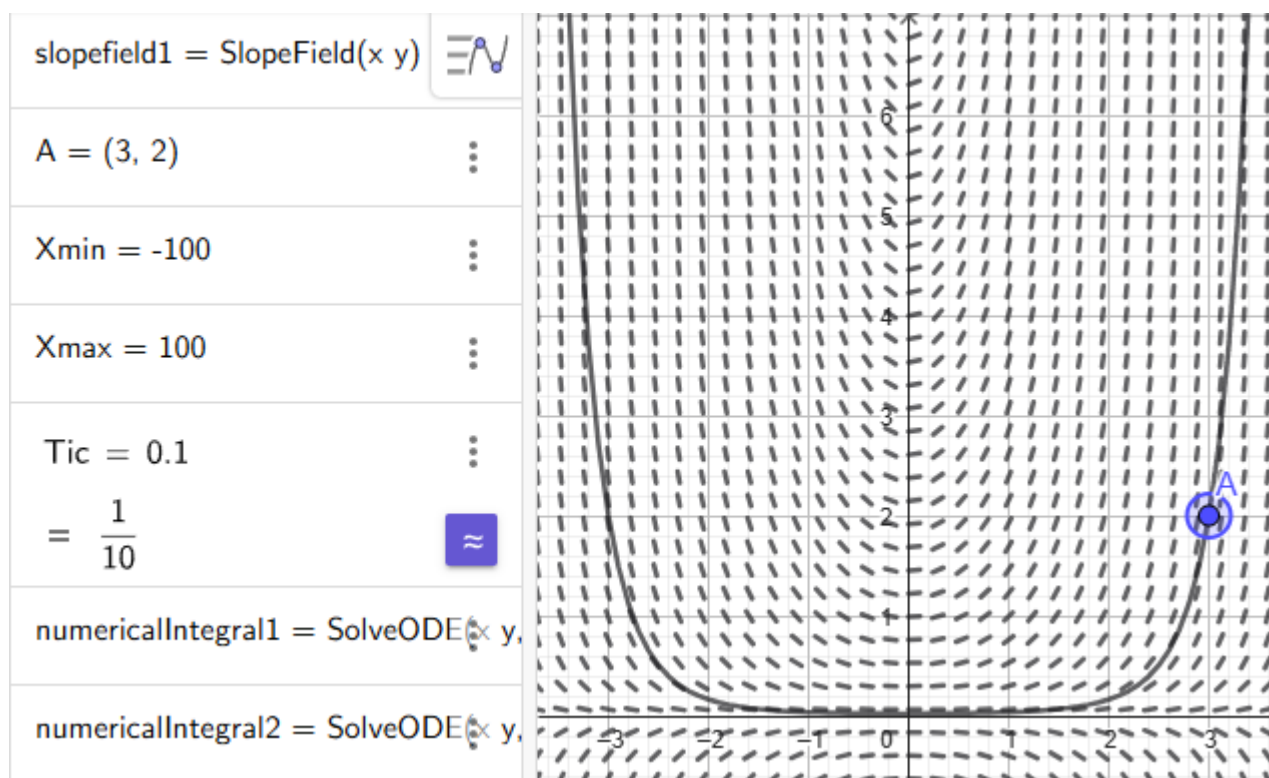 slopefield1 = SlopeField(x y)
A = (3, 2)
Xmin = -100
Xmax = 100
Tic = 0.1
= 1/10
≈
numericalIntegral1 = SolveODE(x y,
numericalIntegral2 = SolveODE(x y,
6
5
4
3
A
2
1
-3 -2 -1 0 1 2 3